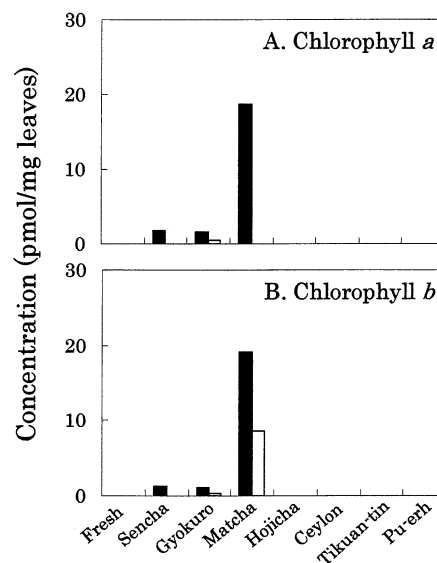 Concentration (pmol/mg leaves)
A. Chlorophyll a
30
20
10
0
B. Chlorophyll b
30
20
10
0
Fresh
Sencha
Gyokuro
Matcha
Hojicha
Ceylon
Tikuan-tin
Pu-erh